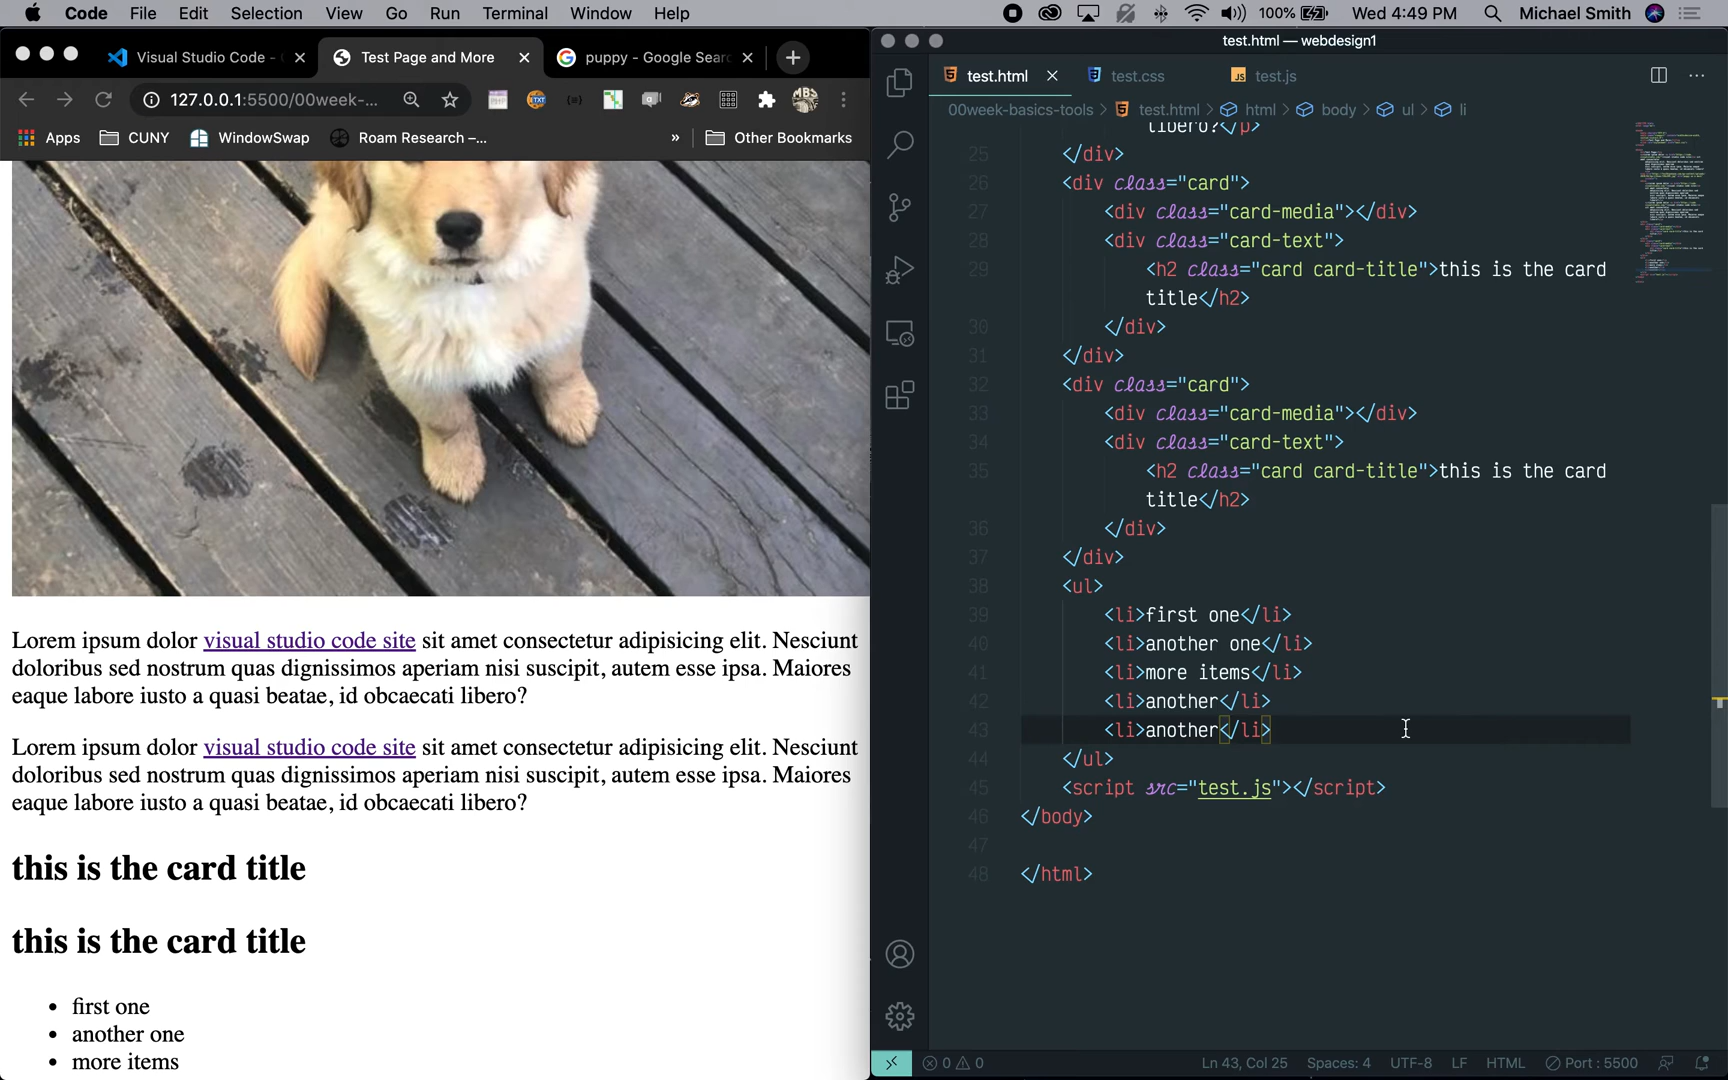 Code File Edit Selection View Go Run Terminal Window Help 100% Wed 4:49 PM Michael Smith
Visual Studio Code - Test Page and More puppy - Google Sear
127.0.0.1:5500/00week-...
Apps CUNY WindowSwap Roam Research –... » Other Bookmarks
Lorem ipsum dolor visual studio code site sit amet consectetur adipisicing elit. Nesciunt
doloribus sed nostrum quas dignissimos aperiam nisi suscipit, autem esse ipsa. Maiores
eaque labore iusto a quasi beatae, id obcaecati libero?
Lorem ipsum dolor visual studio code site sit amet consectetur adipisicing elit. Nesciunt
doloribus sed nostrum quas dignissimos aperiam nisi suscipit, autem esse ipsa. Maiores
eaque labore iusto a quasi beatae, id obcaecati libero?
this is the card title
this is the card title
• first one
• another one
• more items
test.html — webdesign1
test.html test.css JS test.js
00week-basics-tools > test.html > html > body > ul > li
libero?</p>
25 </div>
26 <div class="card">
27 <div class="card-media"></div>
28 <div class="card-text">
29 <h2 class="card card-title">this is the card
title</h2>
30 </div>
31 </div>
32 <div class="card">
33 <div class="card-media"></div>
34 <div class="card-text">
35 <h2 class="card card-title">this is the card
title</h2>
36 </div>
37 </div>
38 <ul>
39 <li>first one</li>
40 <li>another one</li>
41 <li>more items</li>
42 <li>another</li>
43 <li>another</li>
44 </ul>
45 <script src="test.js"></script>
46 </body>
47
48 </html>
0 0 Ln 43, Col 25 Spaces: 4 UTF-8 LF HTML Port : 5500